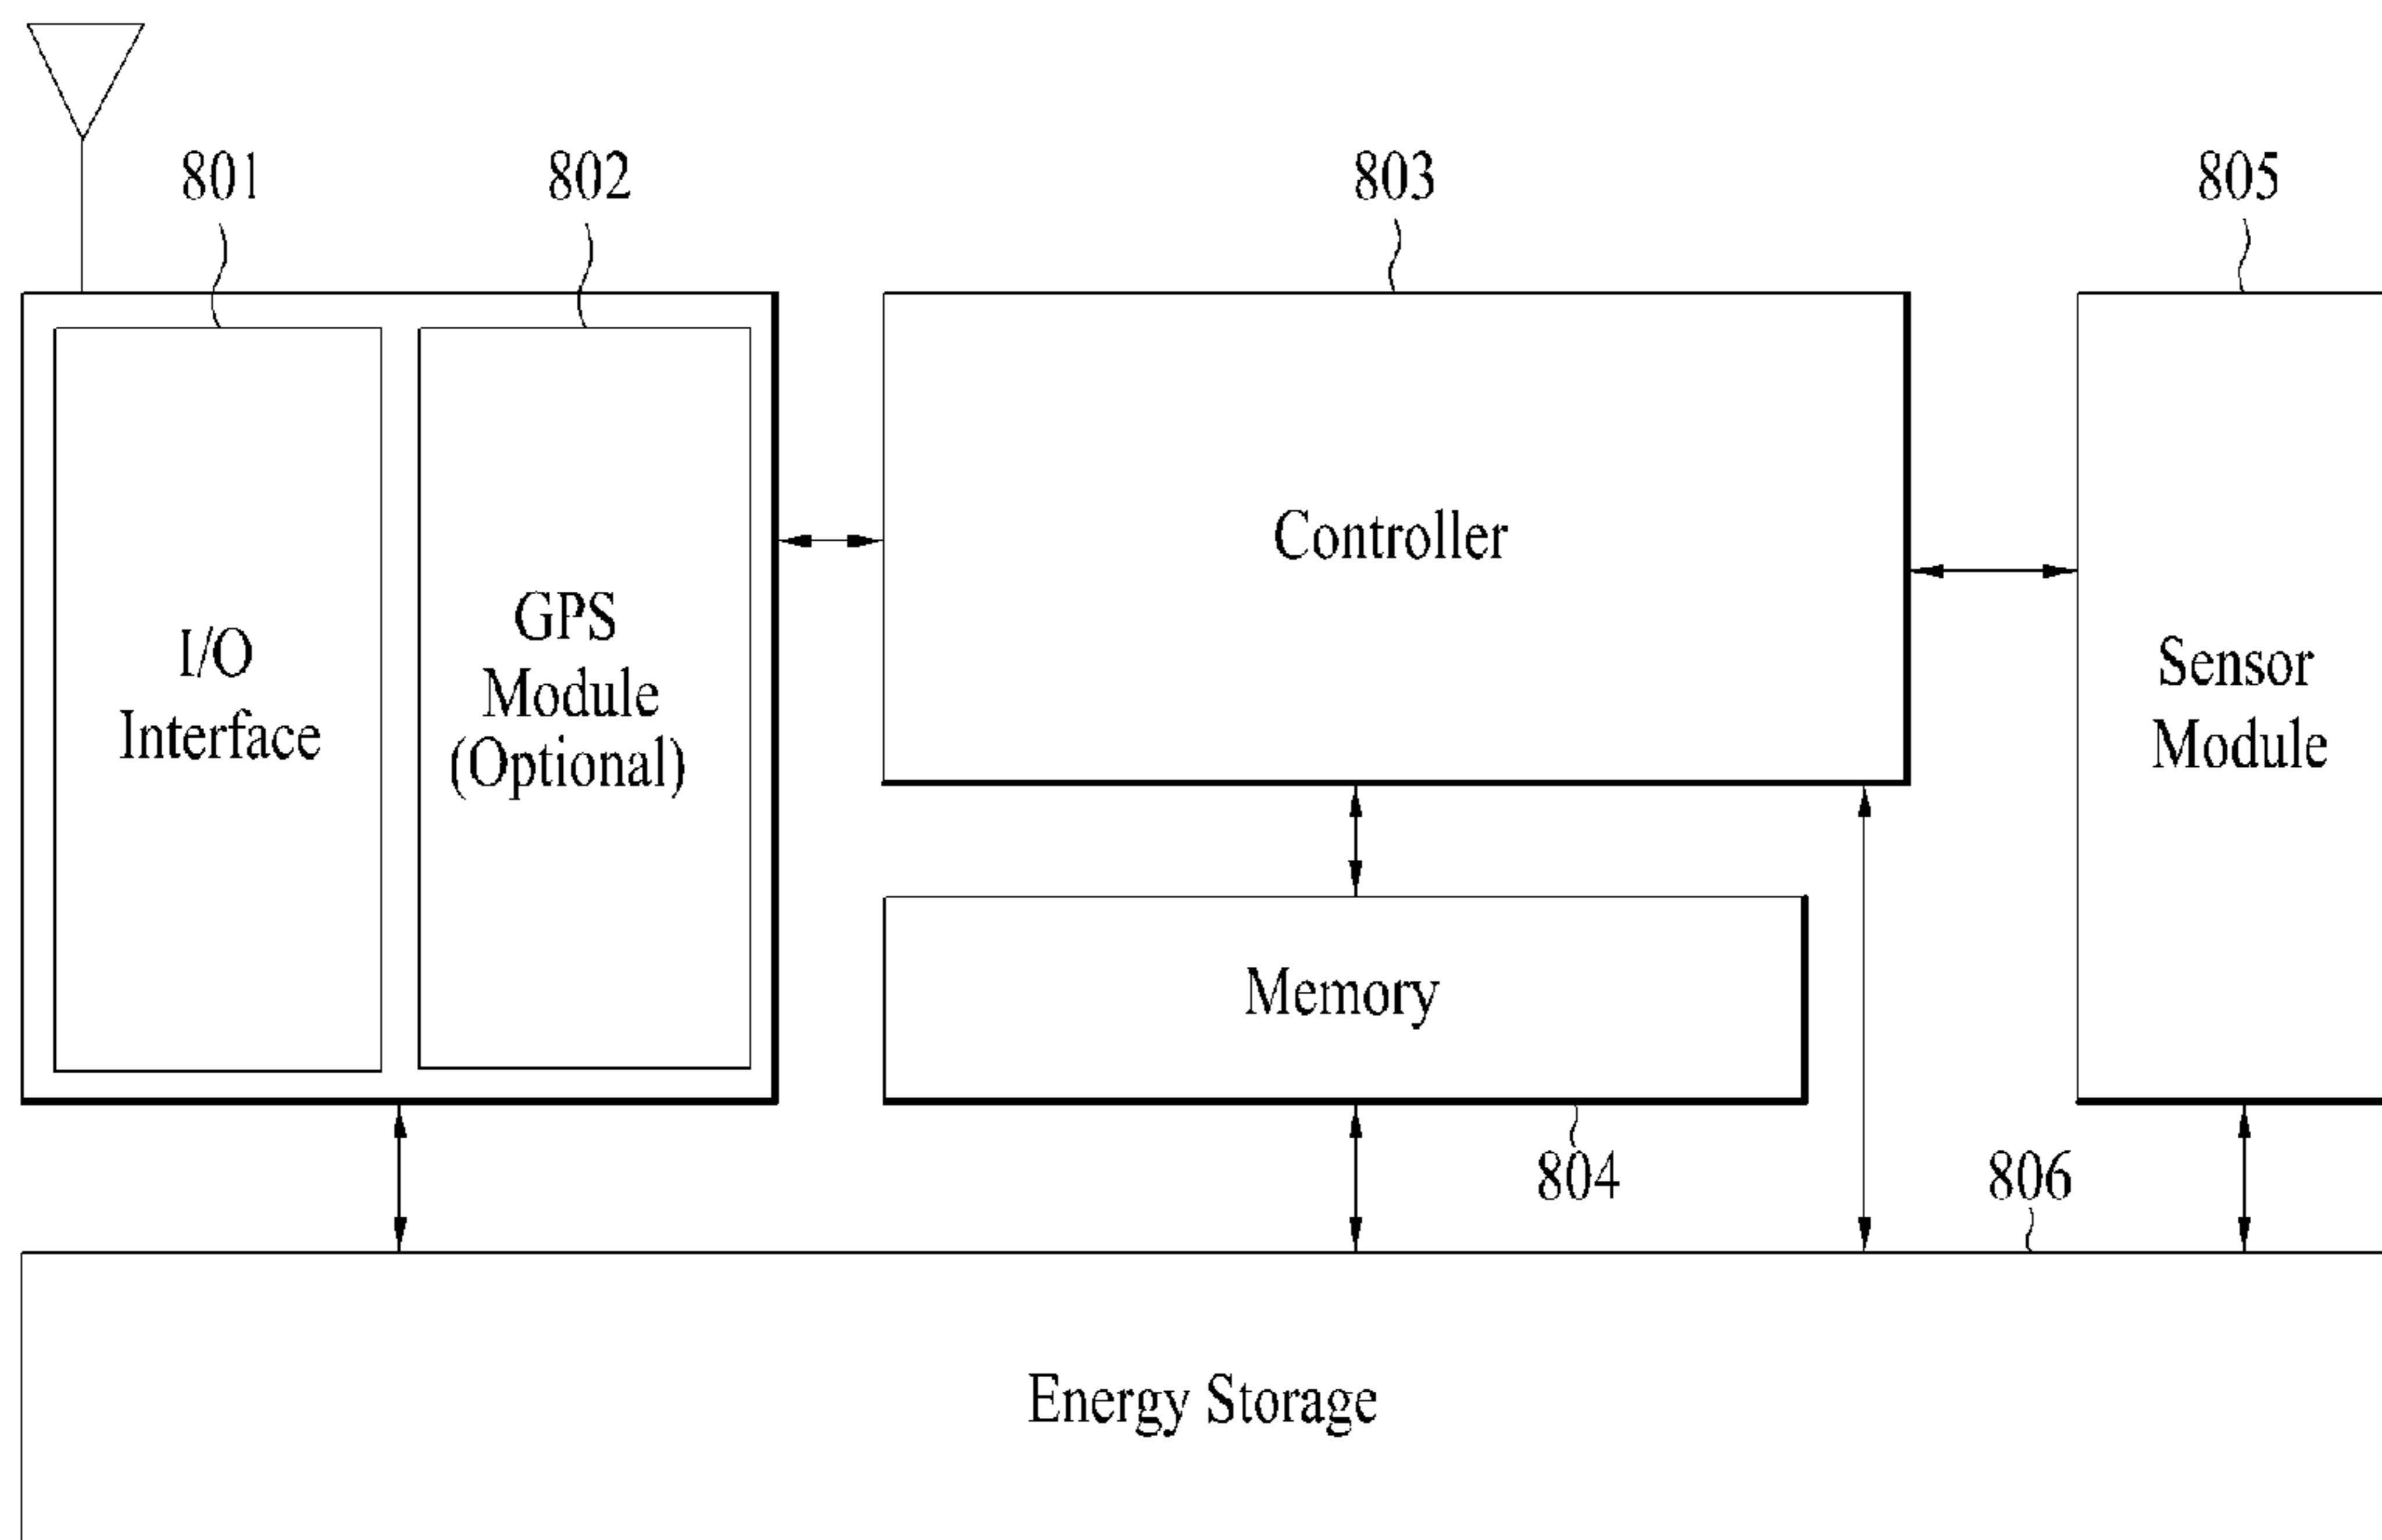 801
802
803
805
I/O
Interface
GPS
Module
(Optional)
Controller
Sensor
Module
Memory
804
806
Energy Storage